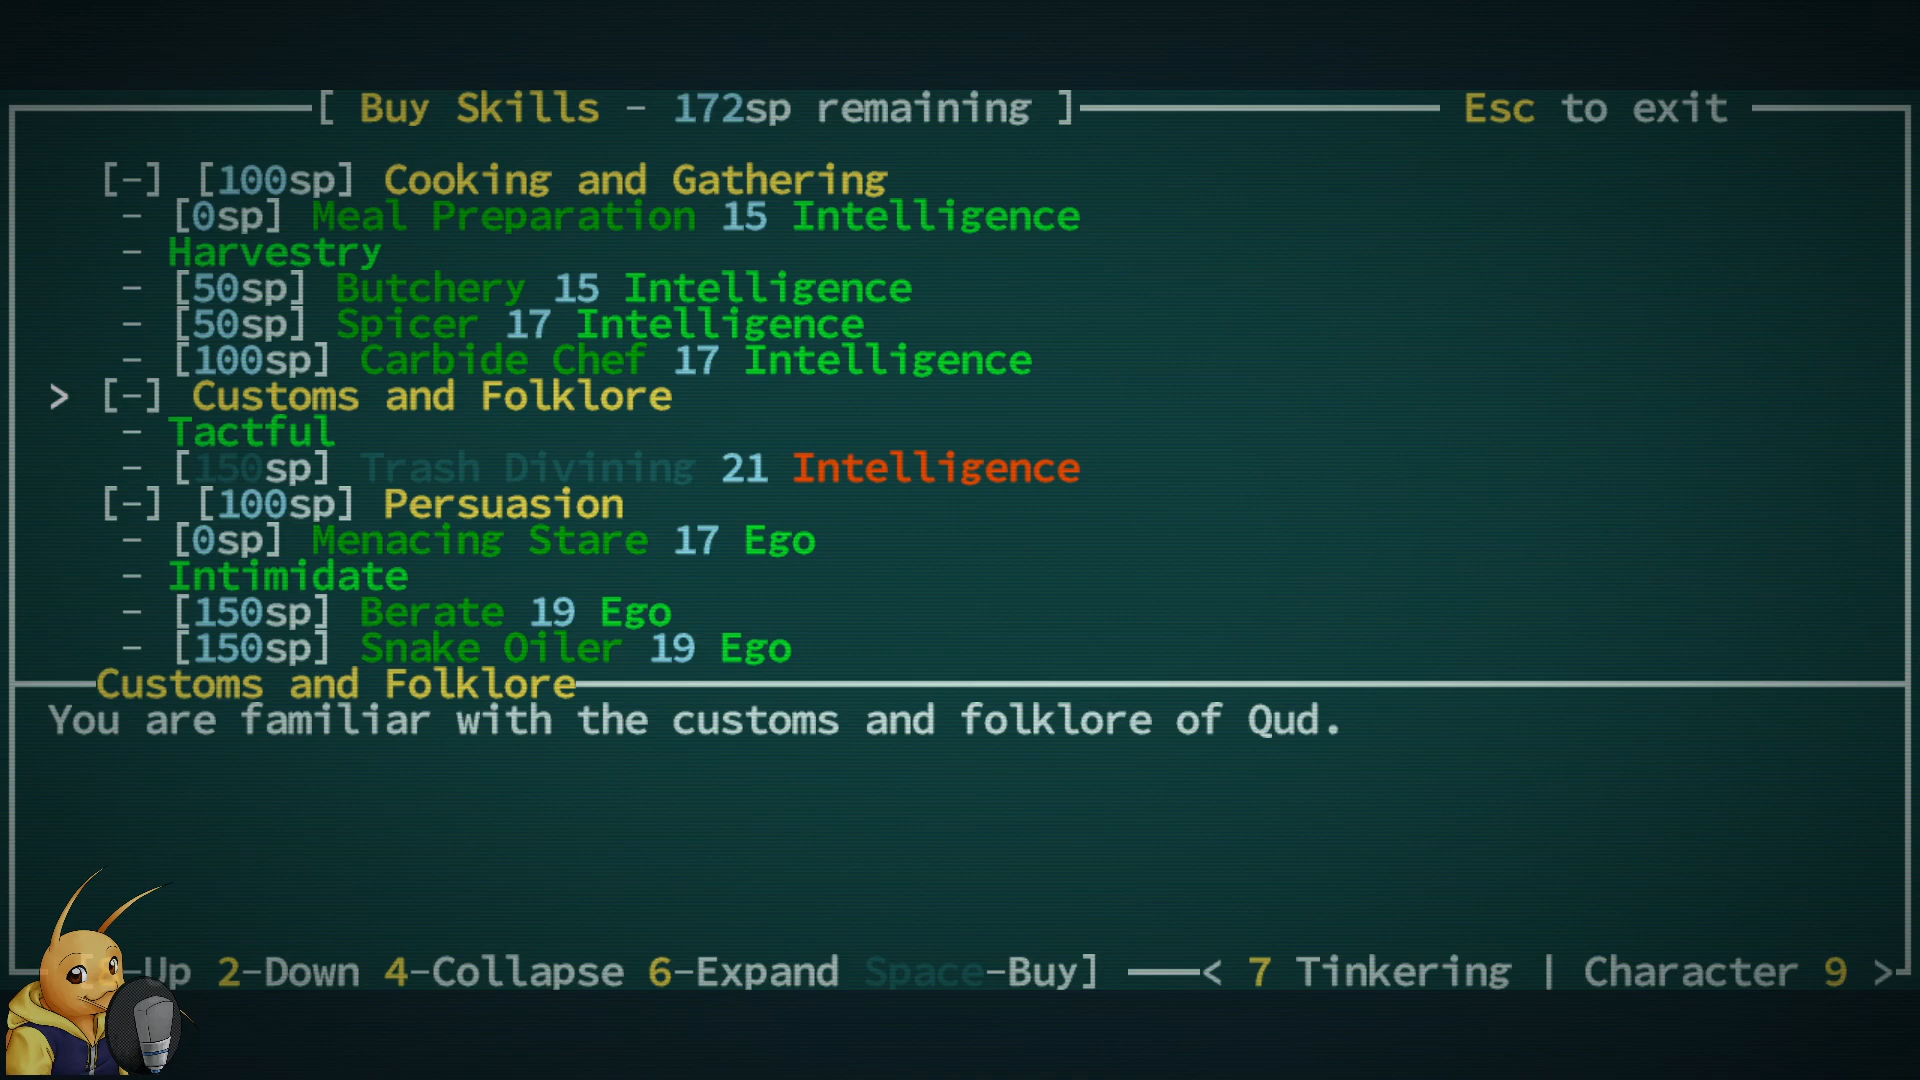 [ Buy Skills - 172sp remaining ] Esc to exit
[-] [100sp] Cooking and Gathering
- [0sp] Meal Preparation 15 Intelligence
- Harvestry
- [50sp] Butchery 15 Intelligence
- [50sp] Spicer 17 Intelligence
- [100sp] Carbide Chef 17 Intelligence
> [-] Customs and Folklore
- Tactful
- [150sp] Trash Divining 21 Intelligence
[-] [100sp] Persuasion
- [0sp] Menacing Stare 17 Ego
- Intimidate
- [150sp] Berate 19 Ego
- [150sp] Snake Oiler 19 Ego
Customs and Folklore
You are familiar with the customs and folklore of Qud.
-Up 2-Down 4-Collapse 6-Expand Space-Buy] < 7 Tinkering | Character 9 >